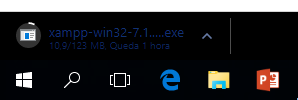 xampp-win32-7.1.....exe
10,9/123 MB, Queda 1 hora